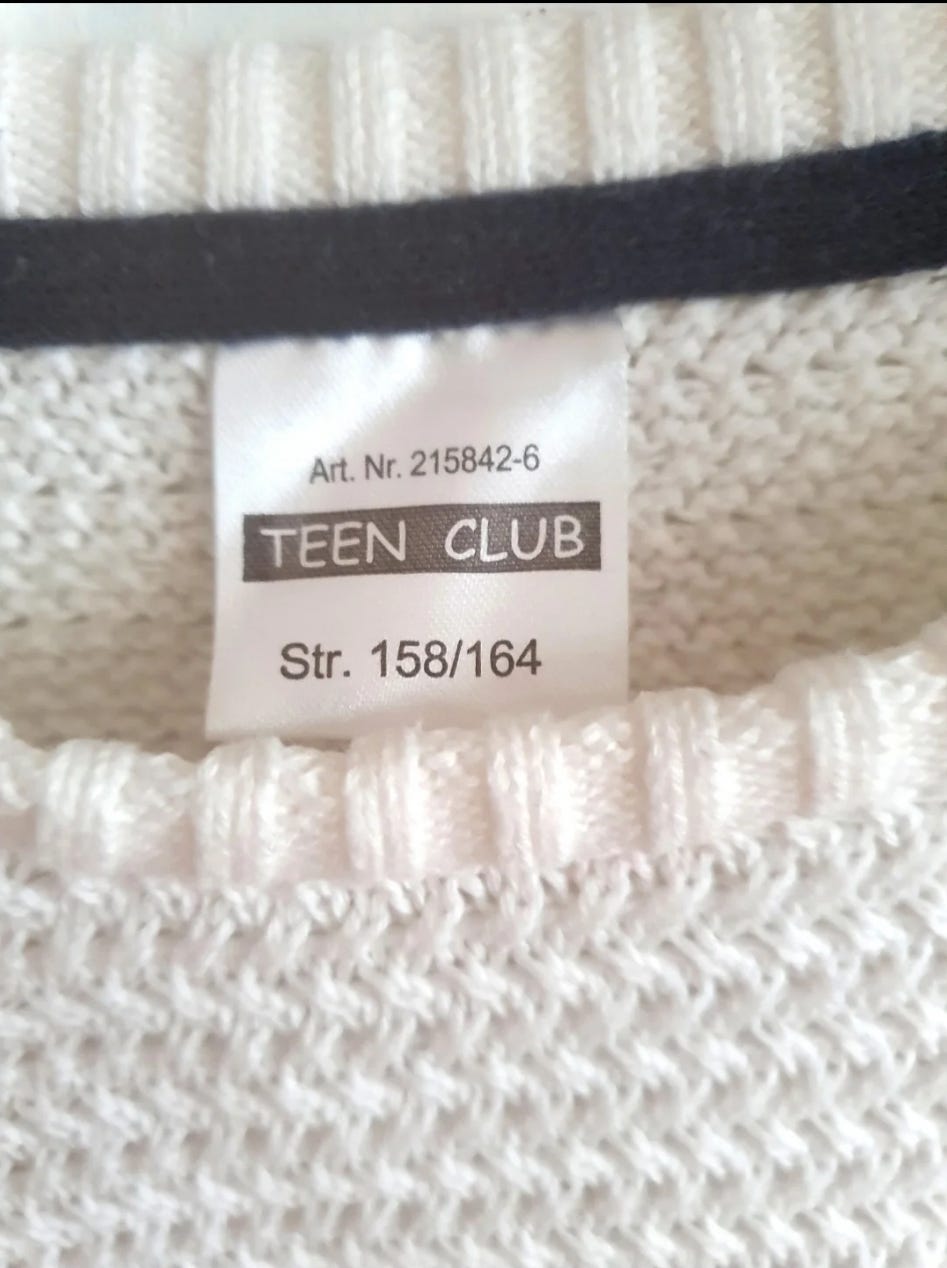 Art. Nr. 215842-6
TEEN CLUB
Str. 158/164